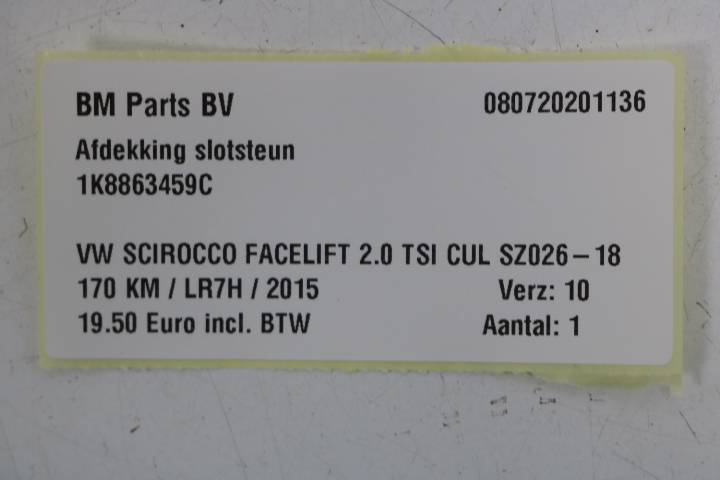 BM Parts BV 080720201136
Afdekking slotsteun
1K8863459C
VW SCIROCCO FACELIFT 2.0 TSI CUL SZ026-18
170 KM / LR7H / 2015 Verz: 10
19.50 Euro incl. BTW Aantal: 1